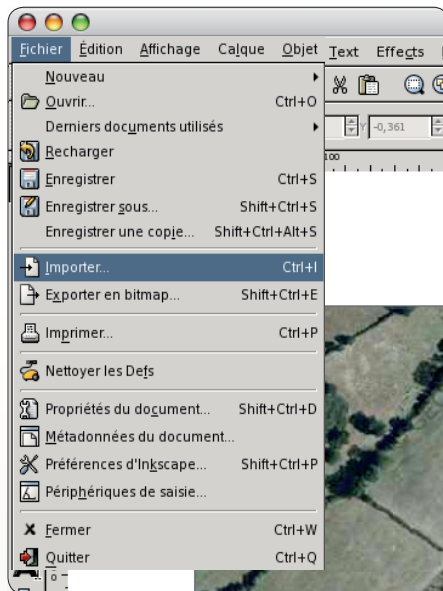 Fichier Édition Affichage Calque Objet Text Effects
Nouveau
Ouvrir... Ctrl+O
Derniers documents utilisés
Recharger
Enregistrer Ctrl+S
Enregistrer sous... Shift+Ctrl+S
Enregistrer une copie... Shift+Ctrl+Alt+S
Importer... Ctrl+I
Exporter en bitmap... Shift+Ctrl+E
Imprimer... Ctrl+P
Nettoyer les Defs
Propriétés du document... Shift+Ctrl+D
Métadonnées du document...
Préférences d'Inkscape... Shift+Ctrl+P
Périphériques de saisie...
Fermer Ctrl+W
Quitter Ctrl+Q
Y -0,361
100
0